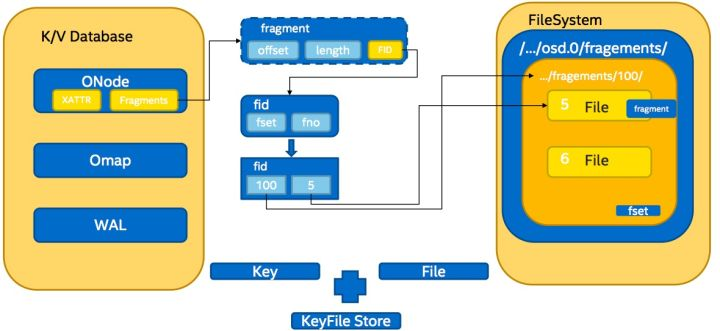 K/V Database
ONode
XATTR
Fragments
Omap
WAL
fragment
offset
length
FID
fid
fset
fno
fid
100
5
FileSystem
/.../osd.0/fragements/
.../fragements/100/
5
File
fragment
6
File
fset
Key
File
KeyFile Store